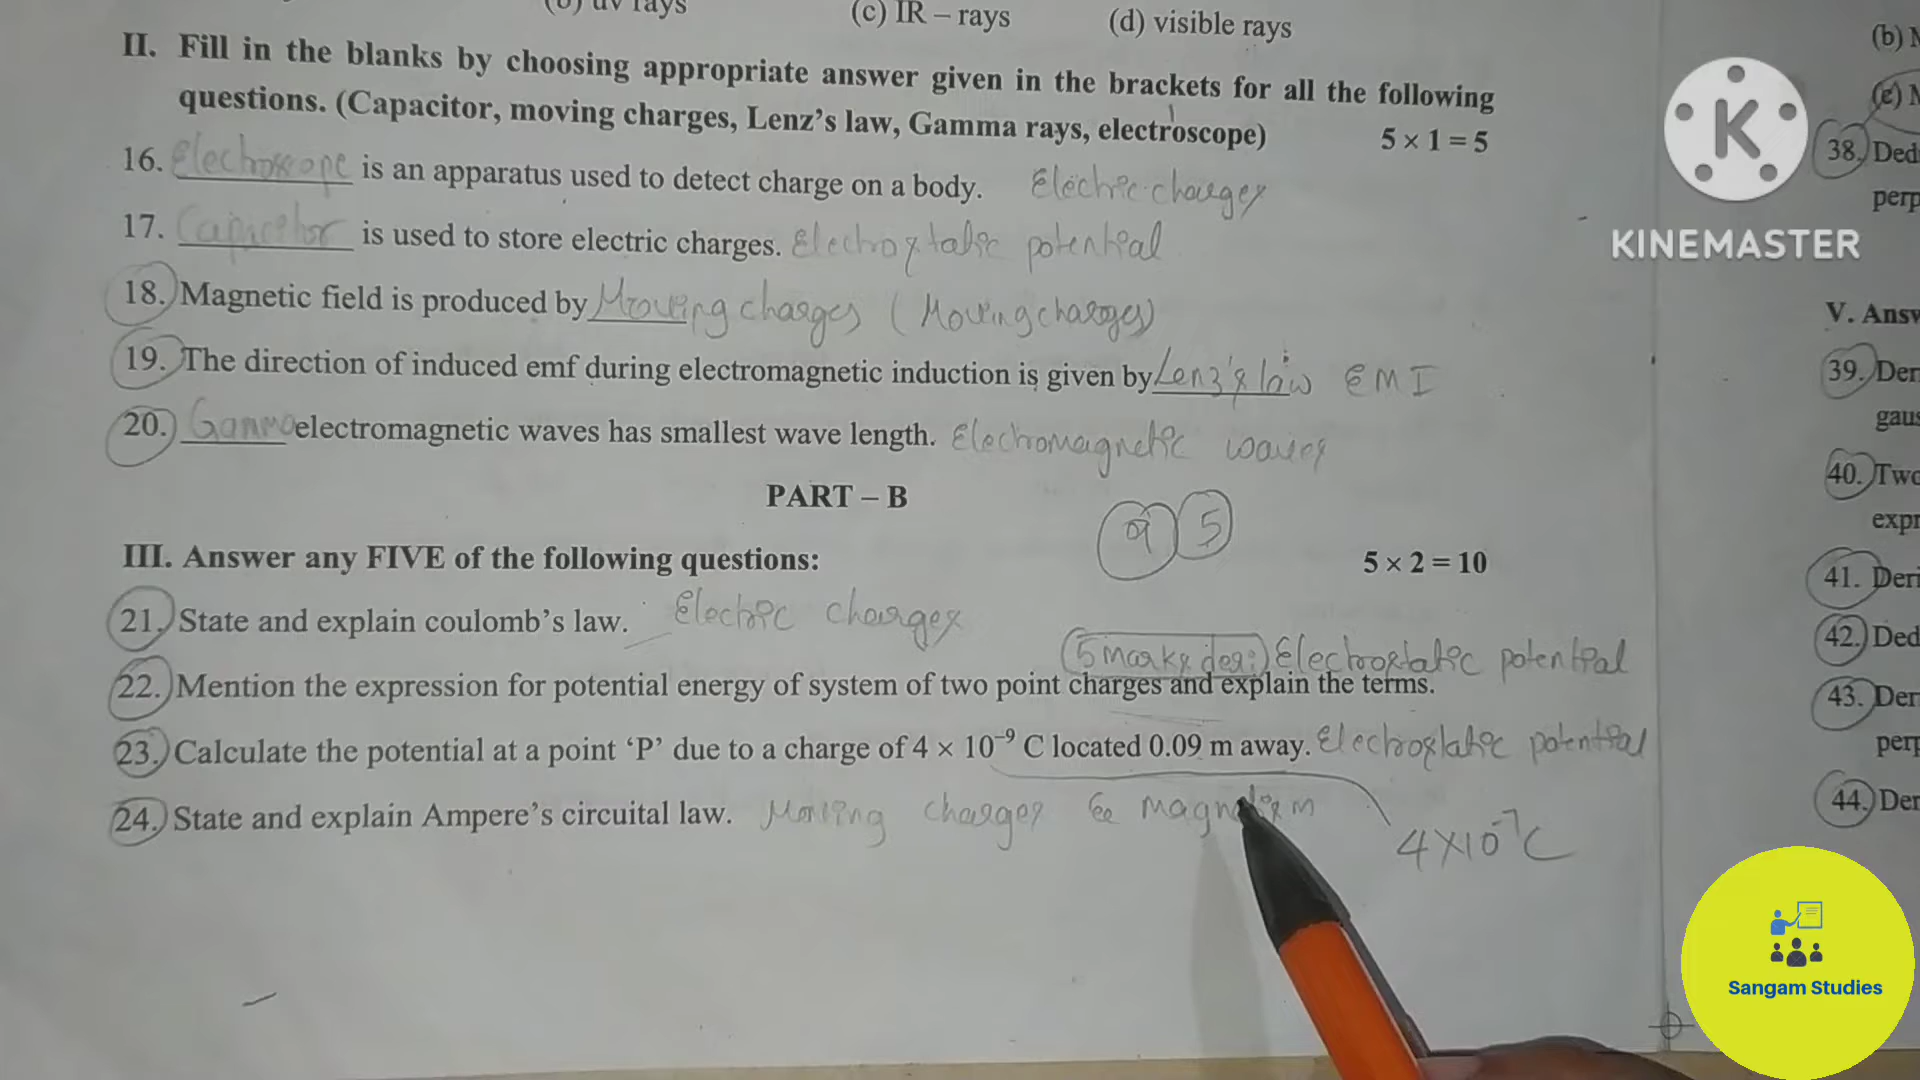 (b) uv rays (c) IR – rays (d) visible rays
II. Fill in the blanks by choosing appropriate answer given in the brackets for all the following
questions. (Capacitor, moving charges, Lenz's law, Gamma rays, electroscope) 5 × 1 = 5
16. Electroscope is an apparatus used to detect charge on a body. Electric charges
17. Capacitor is used to store electric charges. Electrostatic potential
18. Magnetic field is produced by Moving charges (Moving charges)
19. The direction of induced emf during electromagnetic induction is given by Lenz's law EMI
20. Gamma electromagnetic waves has smallest wave length. Electromagnetic waves
PART – B
9 5
III. Answer any FIVE of the following questions: 5 × 2 = 10
21. State and explain coulomb's law. Electric charges
(5 marks der:) Electrostatic potential
22. Mention the expression for potential energy of system of two point charges and explain the terms.
23. Calculate the potential at a point 'P' due to a charge of 4 × 10⁻⁹ C located 0.09 m away. Electrostatic potential
24. State and explain Ampere's circuital law. Moving charges & magnetism
4×10⁻⁷C
(b)
(c)
38. Ded
perp
V. Answ
39. Der
gaus
40. Two
expr
41. Deri
42. Ded
43. Der
perp
44. Der
K
KINEMASTER
Sangam Studies